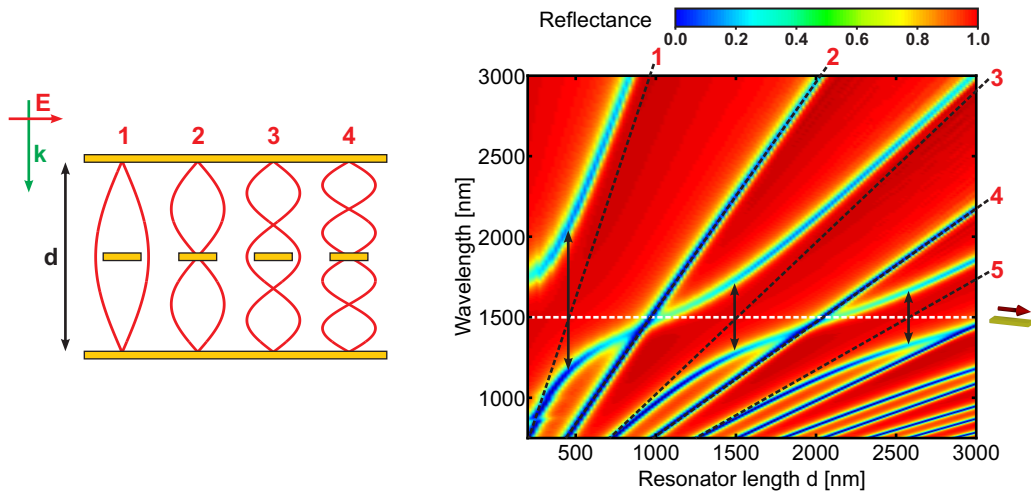 E
k
d
1 2 3 4
Reflectance
0.0 0.2 0.4 0.6 0.8 1.0
1 2 3 4 5
Wavelength [nm]
3000
2500
2000
1500
1000
500 1000 1500 2000 2500 3000
Resonator length d [nm]